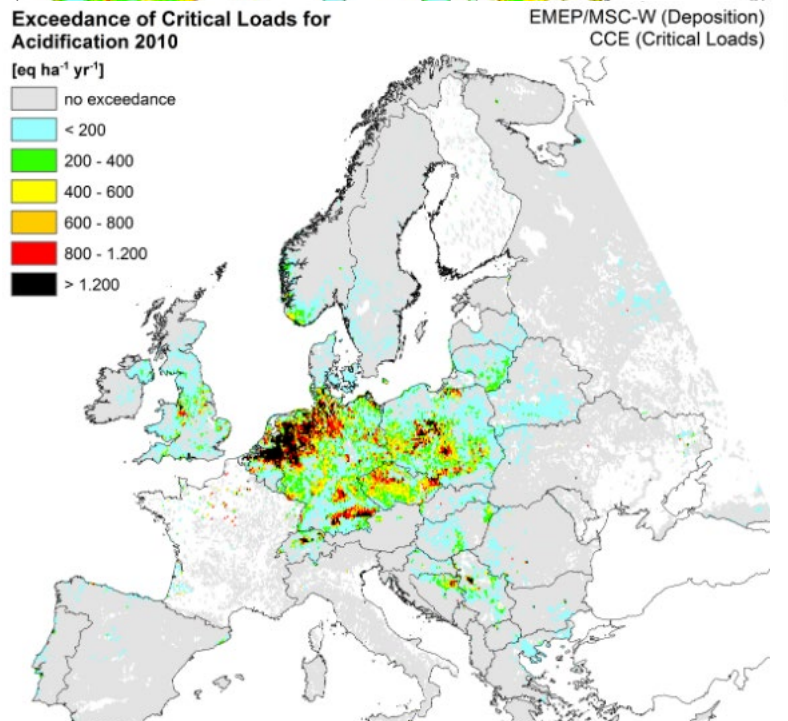 Exceedance of Critical Loads for
Acidification 2010
EMEP/MSC-W (Deposition)
CCE (Critical Loads)
[eq ha⁻¹ yr⁻¹]
no exceedance
< 200
200 - 400
400 - 600
600 - 800
800 - 1.200
> 1.200